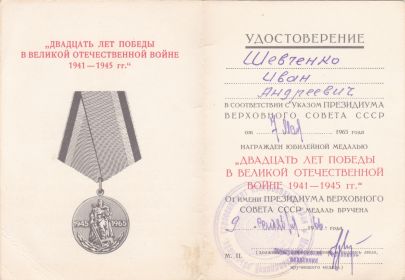 „ДВАДЦАТЬ ЛЕТ ПОБЕДЫ
В ВЕЛИКОЙ ОТЕЧЕСТВЕННОЙ ВОЙНЕ
1941—1945 гг.“
1945 1965
УДОСТОВЕРЕНИЕ
Шевченко
Иван
Андреевич
В СООТВЕТСТВИИ С УКАЗОМ ПРЕЗИДИУМА
ВЕРХОВНОГО СОВЕТА СССР
от 7 мая 1965 года
НАГРАЖДЕН ЮБИЛЕЙНОЙ МЕДАЛЬЮ
„ДВАДЦАТЬ ЛЕТ ПОБЕДЫ
В ВЕЛИКОЙ ОТЕЧЕСТВЕННОЙ
ВОЙНЕ 1941—1945 гг.“
ОТ ИМЕНИ ПРЕЗИДИУМА ВЕРХОВНОГО
СОВЕТА СССР МЕДАЛЬ ВРУЧЕНА
9
М. П.